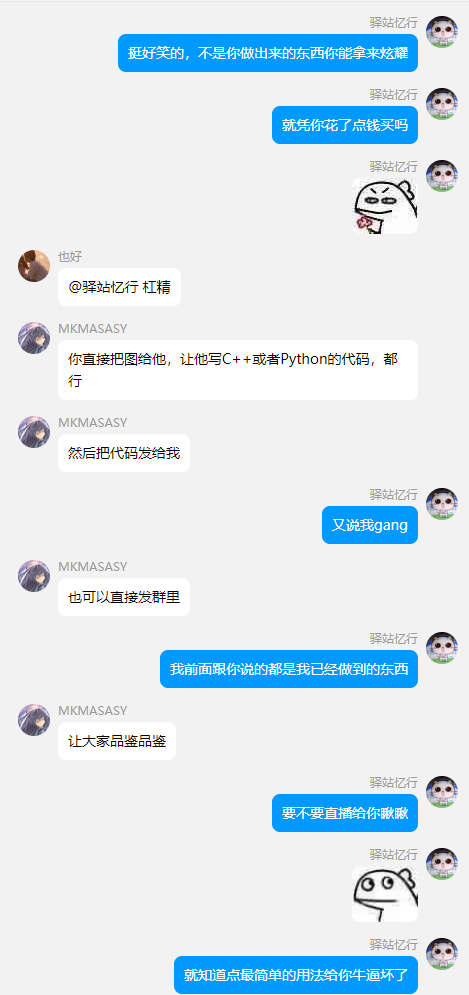 驿站忆行
挺好笑的，不是你做出来的东西你能拿来炫耀
驿站忆行
就凭你花了点钱买吗
驿站忆行
也好
@驿站忆行 杠精
MKMASASY
你直接把图给他，让他写C++或者Python的代码，都
行
MKMASASY
然后把代码发给我
驿站忆行
又说我gang
MKMASASY
也可以直接发群里
驿站忆行
我前面跟你说的都是我已经做到的东西
MKMASASY
让大家品鉴品鉴
驿站忆行
要不要直播给你瞅瞅
驿站忆行
驿站忆行
就知道点最简单的用法给你牛逼坏了